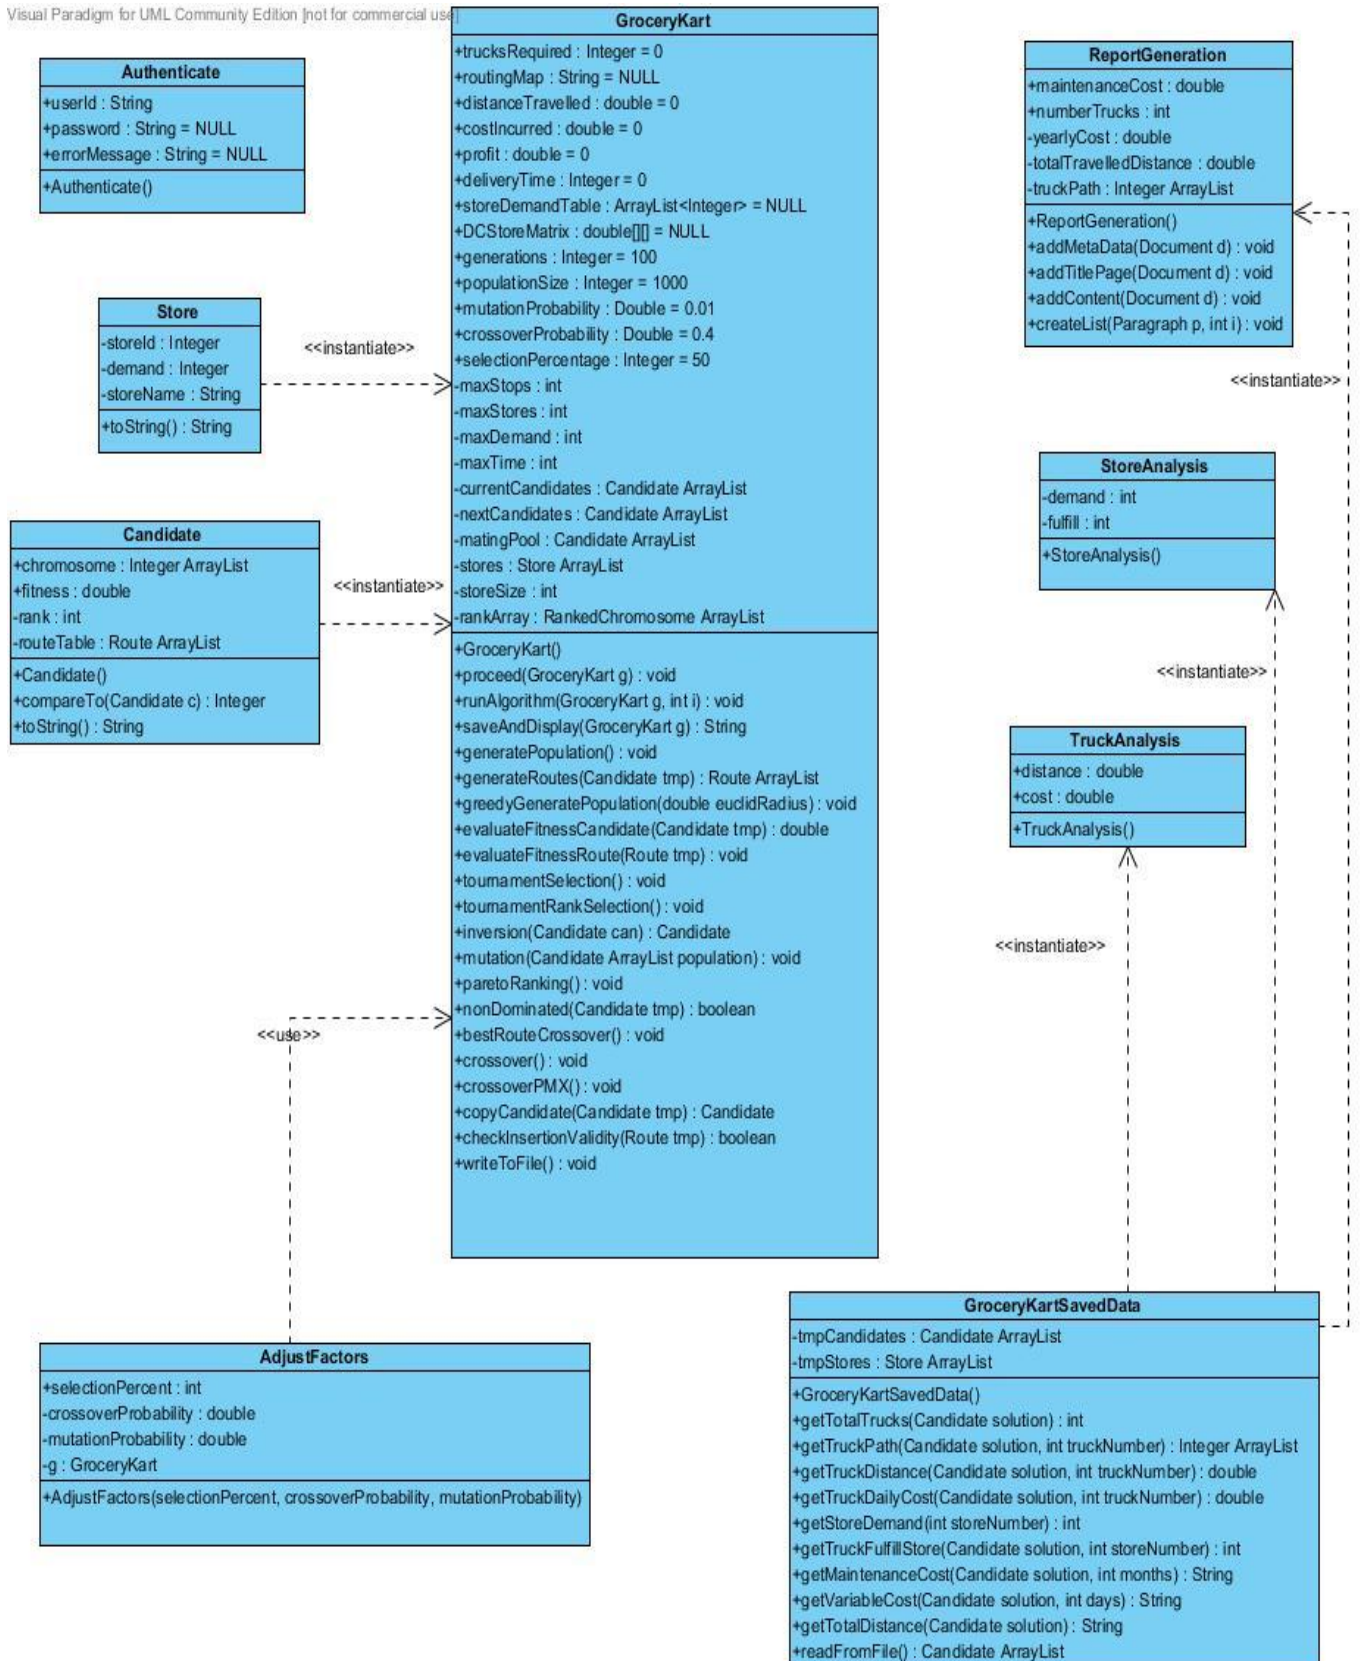 Visual Paradigm for UML Community Edition [not for commercial use]
Authenticate
+userId : String
+password : String = NULL
+errorMessage : String = NULL
+Authenticate()
Store
-storeId : Integer
-demand : Integer
-storeName : String
+toString() : String
<<instantiate>>
Candidate
+chromosome : Integer ArrayList
+fitness : double
-rank : int
-routeTable : Route ArrayList
+Candidate()
+compareTo(Candidate c) : Integer
+toString() : String
<<instantiate>>
GroceryKart
+trucksRequired : Integer = 0
+routingMap : String = NULL
+distanceTravelled : double = 0
+costIncurred : double = 0
+profit : double = 0
+deliveryTime : Integer = 0
+storeDemandTable : ArrayList<Integer> = NULL
+DCStoreMatrix : double[][] = NULL
+generations : Integer = 100
+populationSize : Integer = 1000
+mutationProbability : Double = 0.01
+crossoverProbability : Double = 0.4
+selectionPercentage : Integer = 50
-maxStops : int
-maxStores : int
-maxDemand : int
-maxTime : int
-currentCandidates : Candidate ArrayList
-nextCandidates : Candidate ArrayList
-matingPool : Candidate ArrayList
-stores : Store ArrayList
-storeSize : int
-rankArray : RankedChromosome ArrayList
+GroceryKart()
+proceed(GroceryKart g) : void
+runAlgorithm(GroceryKart g, int i) : void
+saveAndDisplay(GroceryKart g) : String
+generatePopulation() : void
+generateRoutes(Candidate tmp) : Route ArrayList
+greedyGeneratePopulation(double euclidRadius) : void
+evaluateFitnessCandidate(Candidate tmp) : double
+evaluateFitnessRoute(Route tmp) : void
+tournamentSelection() : void
+tournamentRankSelection() : void
+inversion(Candidate can) : Candidate
+mutation(Candidate ArrayList population) : void
+paretoRanking() : void
+nonDominated(Candidate tmp) : boolean
+bestRouteCrossover() : void
+crossover() : void
+crossoverPMX() : void
+copyCandidate(Candidate tmp) : Candidate
+checkInsertionValidity(Route tmp) : boolean
+writeToFile() : void
<<use>>
AdjustFactors
+selectionPercent : int
-crossoverProbability : double
-mutationProbability : double
-g : GroceryKart
+AdjustFactors(selectionPercent, crossoverProbability, mutationProbability)
ReportGeneration
+maintenanceCost : double
+numberTrucks : int
-yearlyCost : double
-totalTravelledDistance : double
-truckPath : Integer ArrayList
+ReportGeneration()
+addMetaData(Document d) : void
+addTitlePage(Document d) : void
+addContent(Document d) : void
+createList(Paragraph p, int i) : void
<<instantiate>>
StoreAnalysis
-demand : int
-fulfill : int
+StoreAnalysis()
<<instantiate>>
TruckAnalysis
+distance : double
+cost : double
+TruckAnalysis()
<<instantiate>>
GroceryKartSavedData
-tmpCandidates : Candidate ArrayList
-tmpStores : Store ArrayList
+GroceryKartSavedData()
+getTotalTrucks(Candidate solution) : int
+getTruckPath(Candidate solution, int truckNumber) : Integer ArrayList
+getTruckDistance(Candidate solution, int truckNumber) : double
+getTruckDailyCost(Candidate solution, int truckNumber) : double
+getStoreDemand(int storeNumber) : int
+getTruckFulfillStore(Candidate solution, int storeNumber) : int
+getMaintenanceCost(Candidate solution, int months) : String
+getVariableCost(Candidate solution, int days) : String
+getTotalDistance(Candidate solution) : String
+readFromFile() : Candidate ArrayList